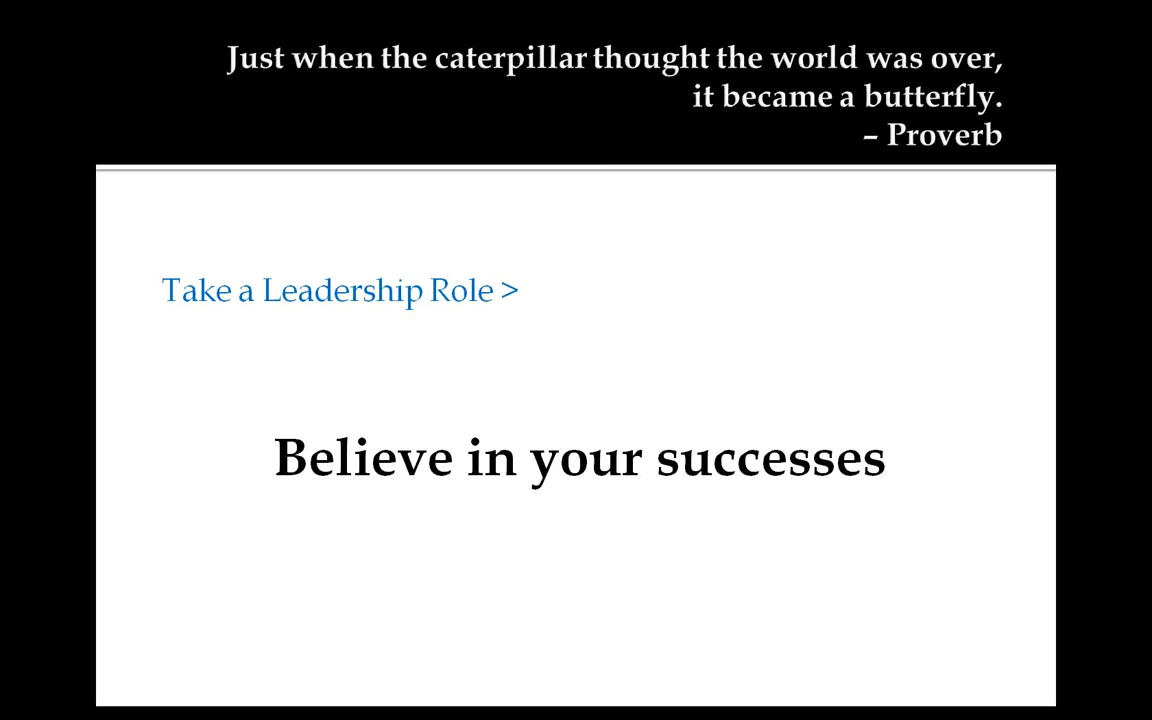 Just when the caterpillar thought the world was over,
it became a butterfly.
– Proverb
Take a Leadership Role >
Believe in your successes